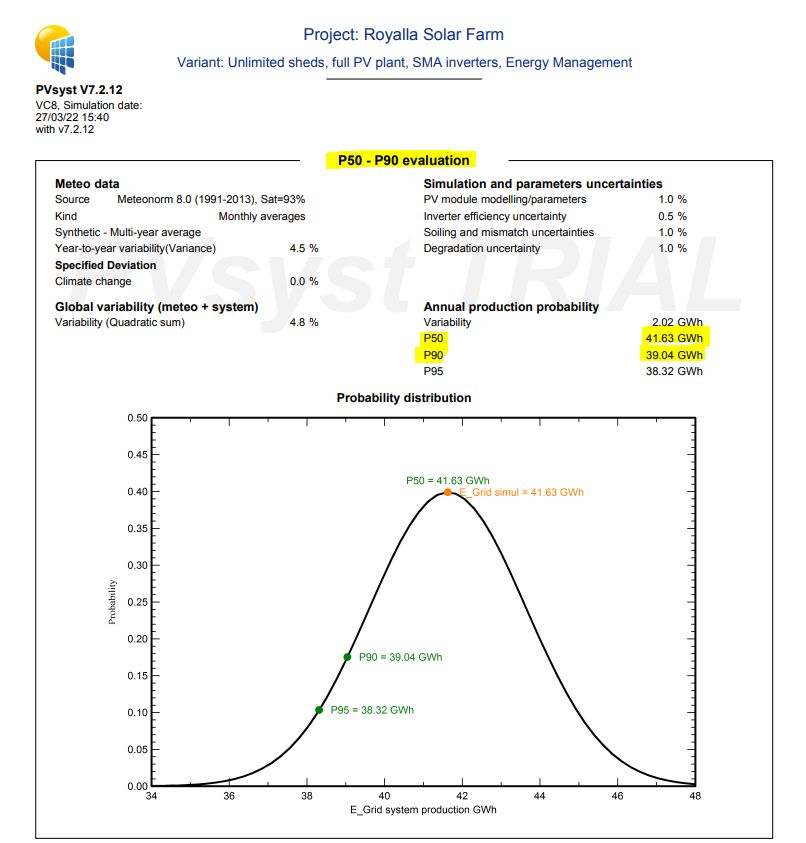 Project: Royalla Solar Farm
Variant: Unlimited sheds, full PV plant, SMA inverters, Energy Management
PVsyst V7.2.12
VC8, Simulation date:
27/03/22 15:40
with v7.2.12
P50 - P90 evaluation
Meteo data
Source Meteonorm 8.0 (1991-2013), Sat=93%
Kind Monthly averages
Synthetic - Multi-year average
Year-to-year variability(Variance) 4.5 %
Specified Deviation
Climate change 0.0 %
Global variability (meteo + system)
Variability (Quadratic sum) 4.8 %
Simulation and parameters uncertainties
PV module modelling/parameters 1.0 %
Inverter efficiency uncertainty 0.5 %
Soiling and mismatch uncertainties 1.0 %
Degradation uncertainty 1.0 %
Annual production probability
Variability 2.02 GWh
P50 41.63 GWh
P90 39.04 GWh
P95 38.32 GWh
PVsyst TRIAL
Probability distribution
0.50
0.45
0.40
0.35
0.30
0.25
0.20
0.15
0.10
0.05
0.00
Probability
P50 = 41.63 GWh
E_Grid simul = 41.63 GWh
P90 = 39.04 GWh
P95 = 38.32 GWh
34 36 38 40 42 44 46 48
E_Grid system production GWh